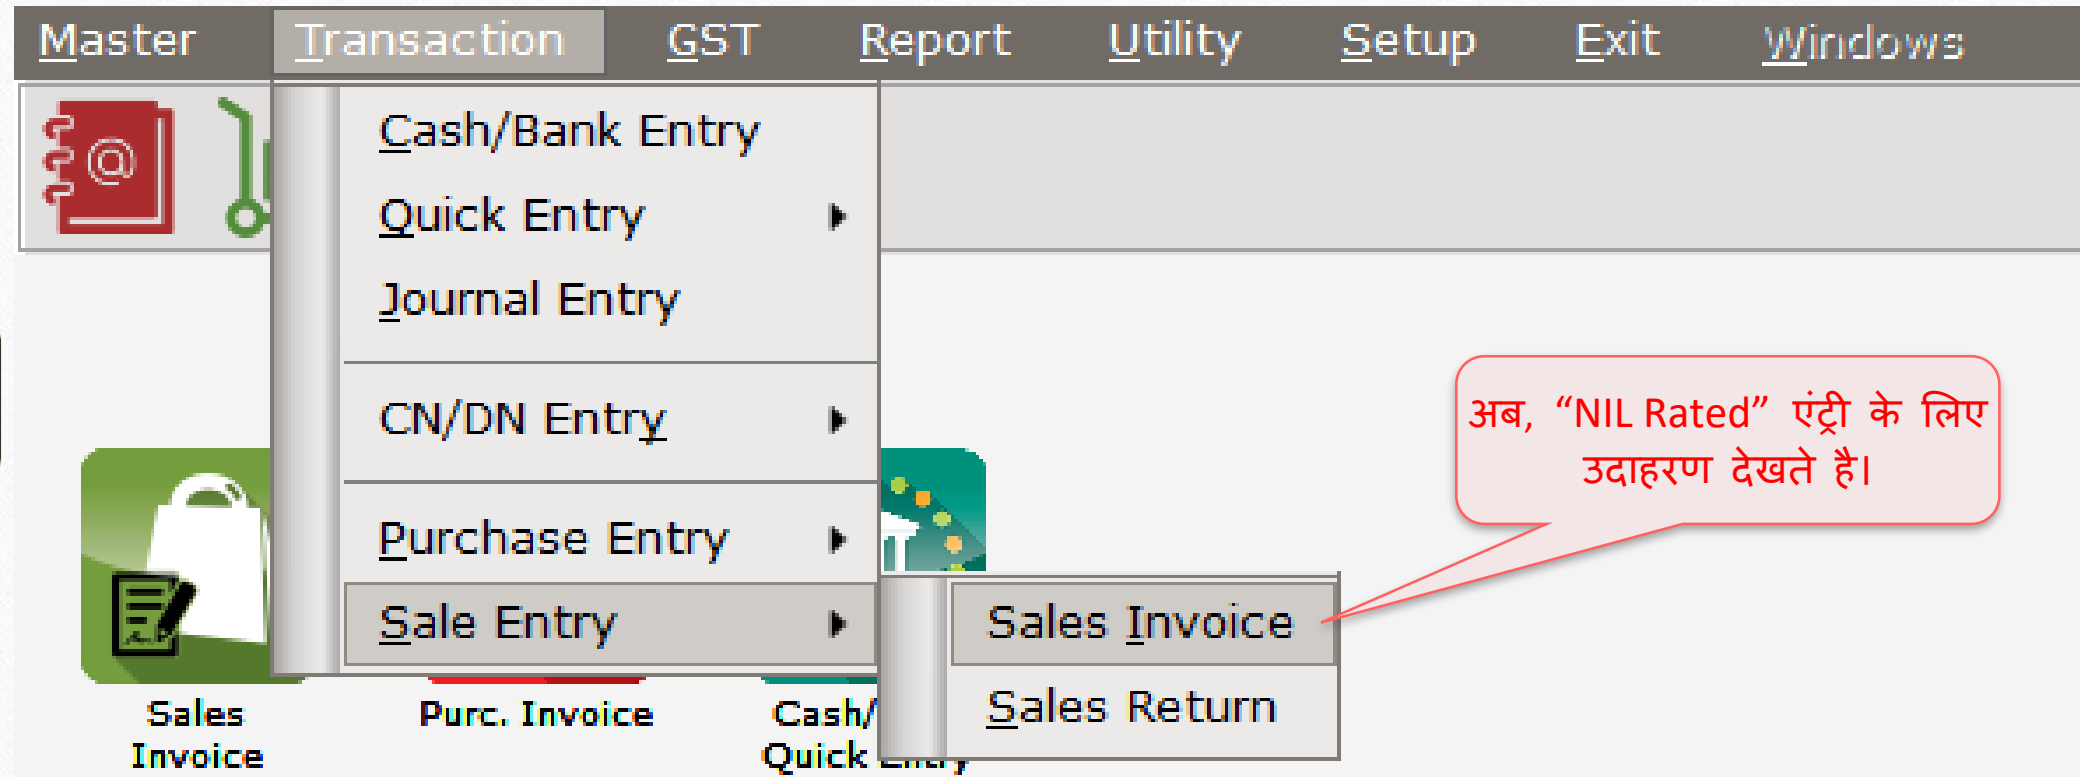 Master Transaction GST Report Utility Setup Exit Windows
@
Cash/Bank Entry
Quick Entry
Journal Entry
CN/DN Entry
Purchase Entry
Sale Entry
Sales Invoice
Sales Return
अब, “NIL Rated” एंट्री के लिए
उदाहरण देखते है।
Sales
Invoice
Purc. Invoice
Cash/
Quick